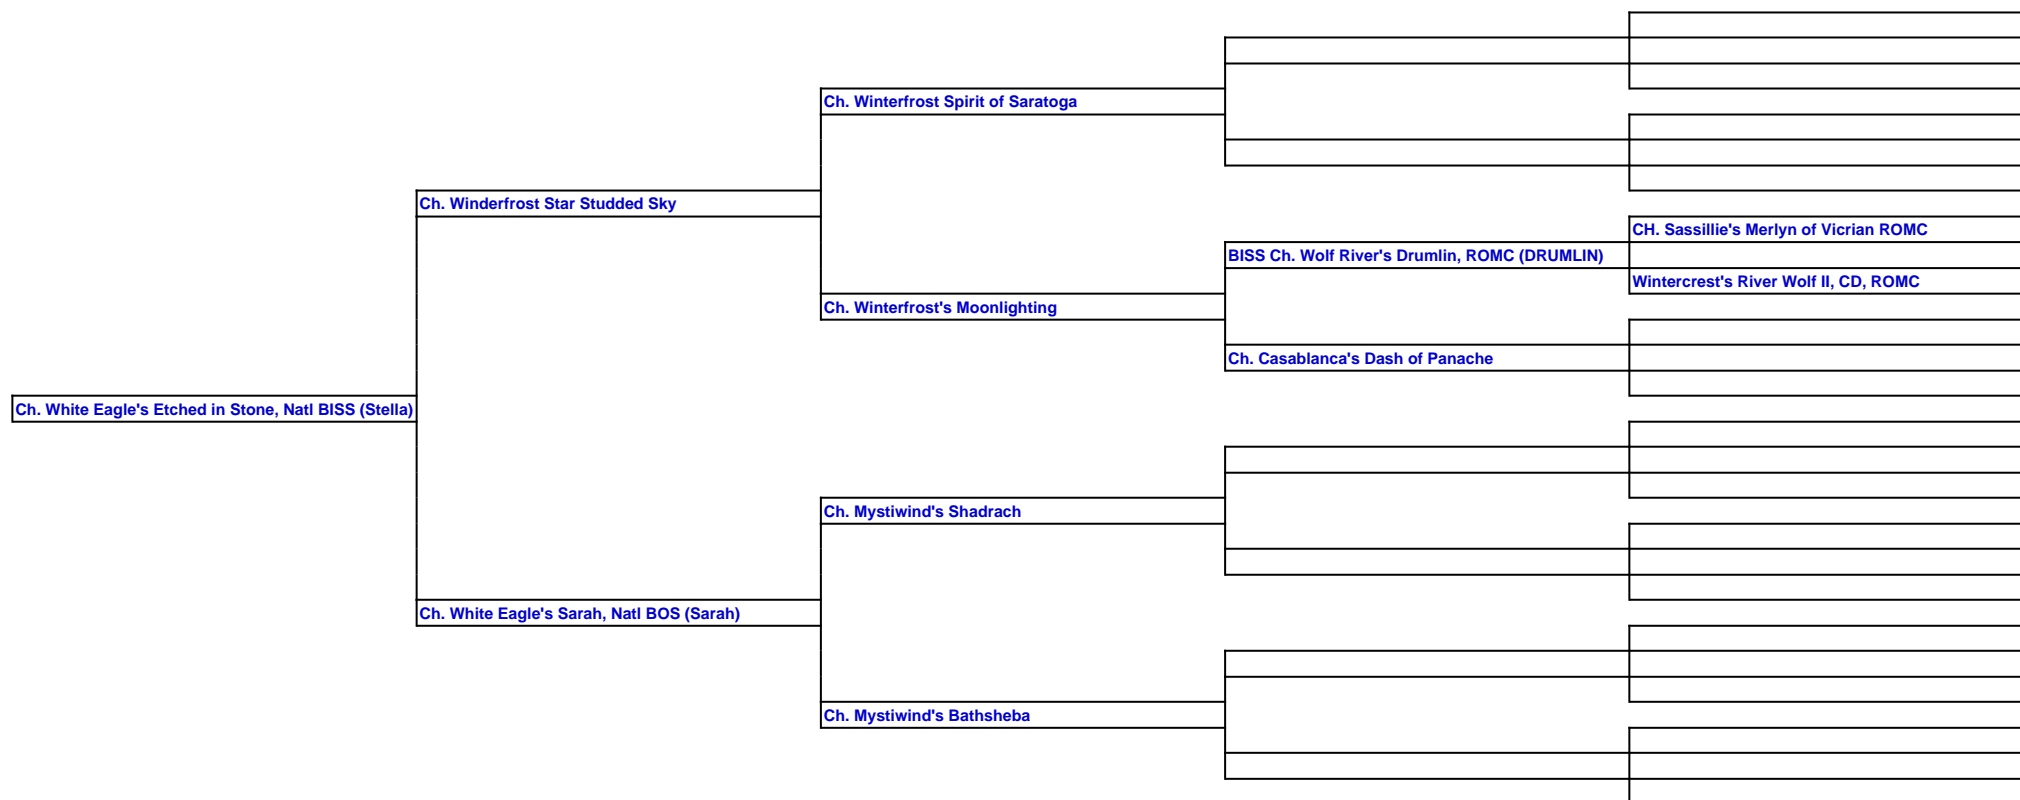 Ch. Winterfrost Spirit of Saratoga
Ch. Winderfrost Star Studded Sky
CH. Sassillie's Merlyn of Vicrian ROMC
BISS Ch. Wolf River's Drumlin, ROMC (DRUMLIN)
Wintercrest's River Wolf II, CD, ROMC
Ch. Winterfrost's Moonlighting
Ch. Casablanca's Dash of Panache
Ch. White Eagle's Etched in Stone, Natl BISS (Stella)
Ch. Mystiwind's Shadrach
Ch. White Eagle's Sarah, Natl BOS (Sarah)
Ch. Mystiwind's Bathsheba